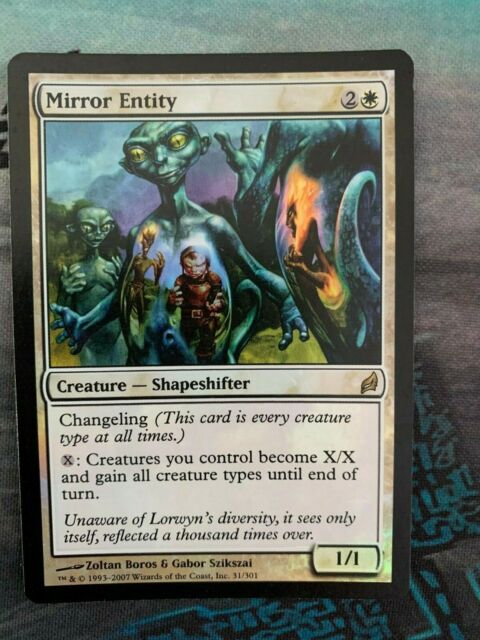 Mirror Entity 2
Creature — Shapeshifter
Changeling (This card is every creature
type at all times.)
X: Creatures you control become X/X
and gain all creature types until end of
turn.
Unaware of Lorwyn's diversity, it sees only
itself, reflected a thousand times over.
Zoltan Boros & Gabor Szikszai
1/1
™ & © 1993–2007 Wizards of the Coast, Inc. 31/301